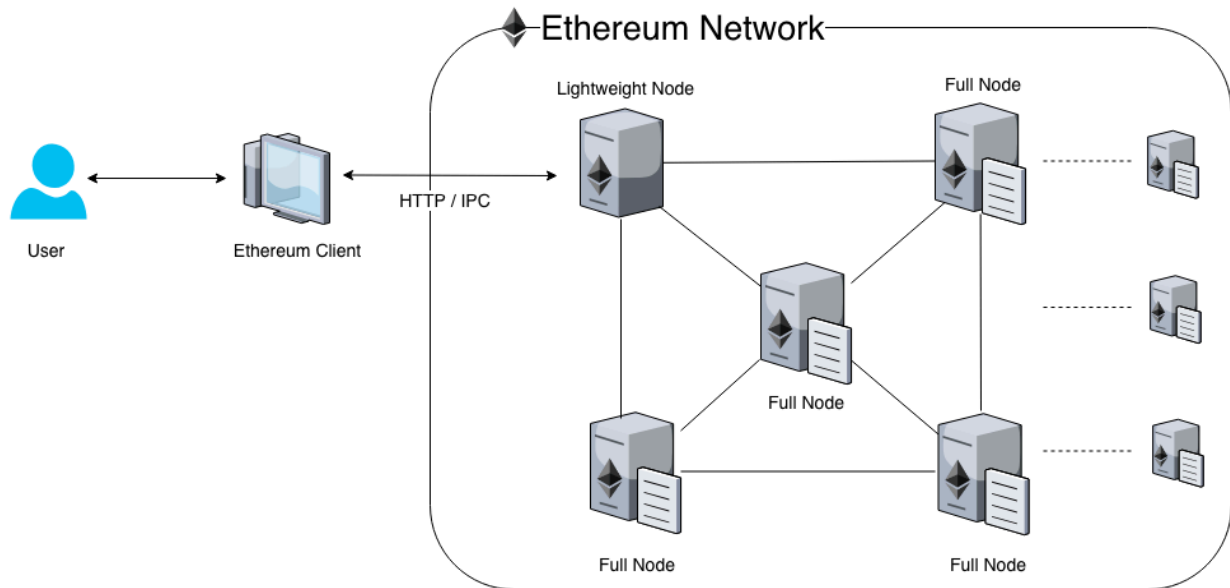 Ethereum Network
Lightweight Node
Full Node
HTTP / IPC
User
Ethereum Client
Full Node
Full Node
Full Node